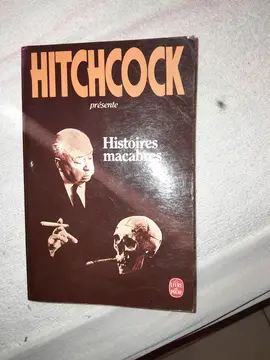 HITCHCOCK
présente
Histoires
macabres
LE LIVRE
DE POCHE